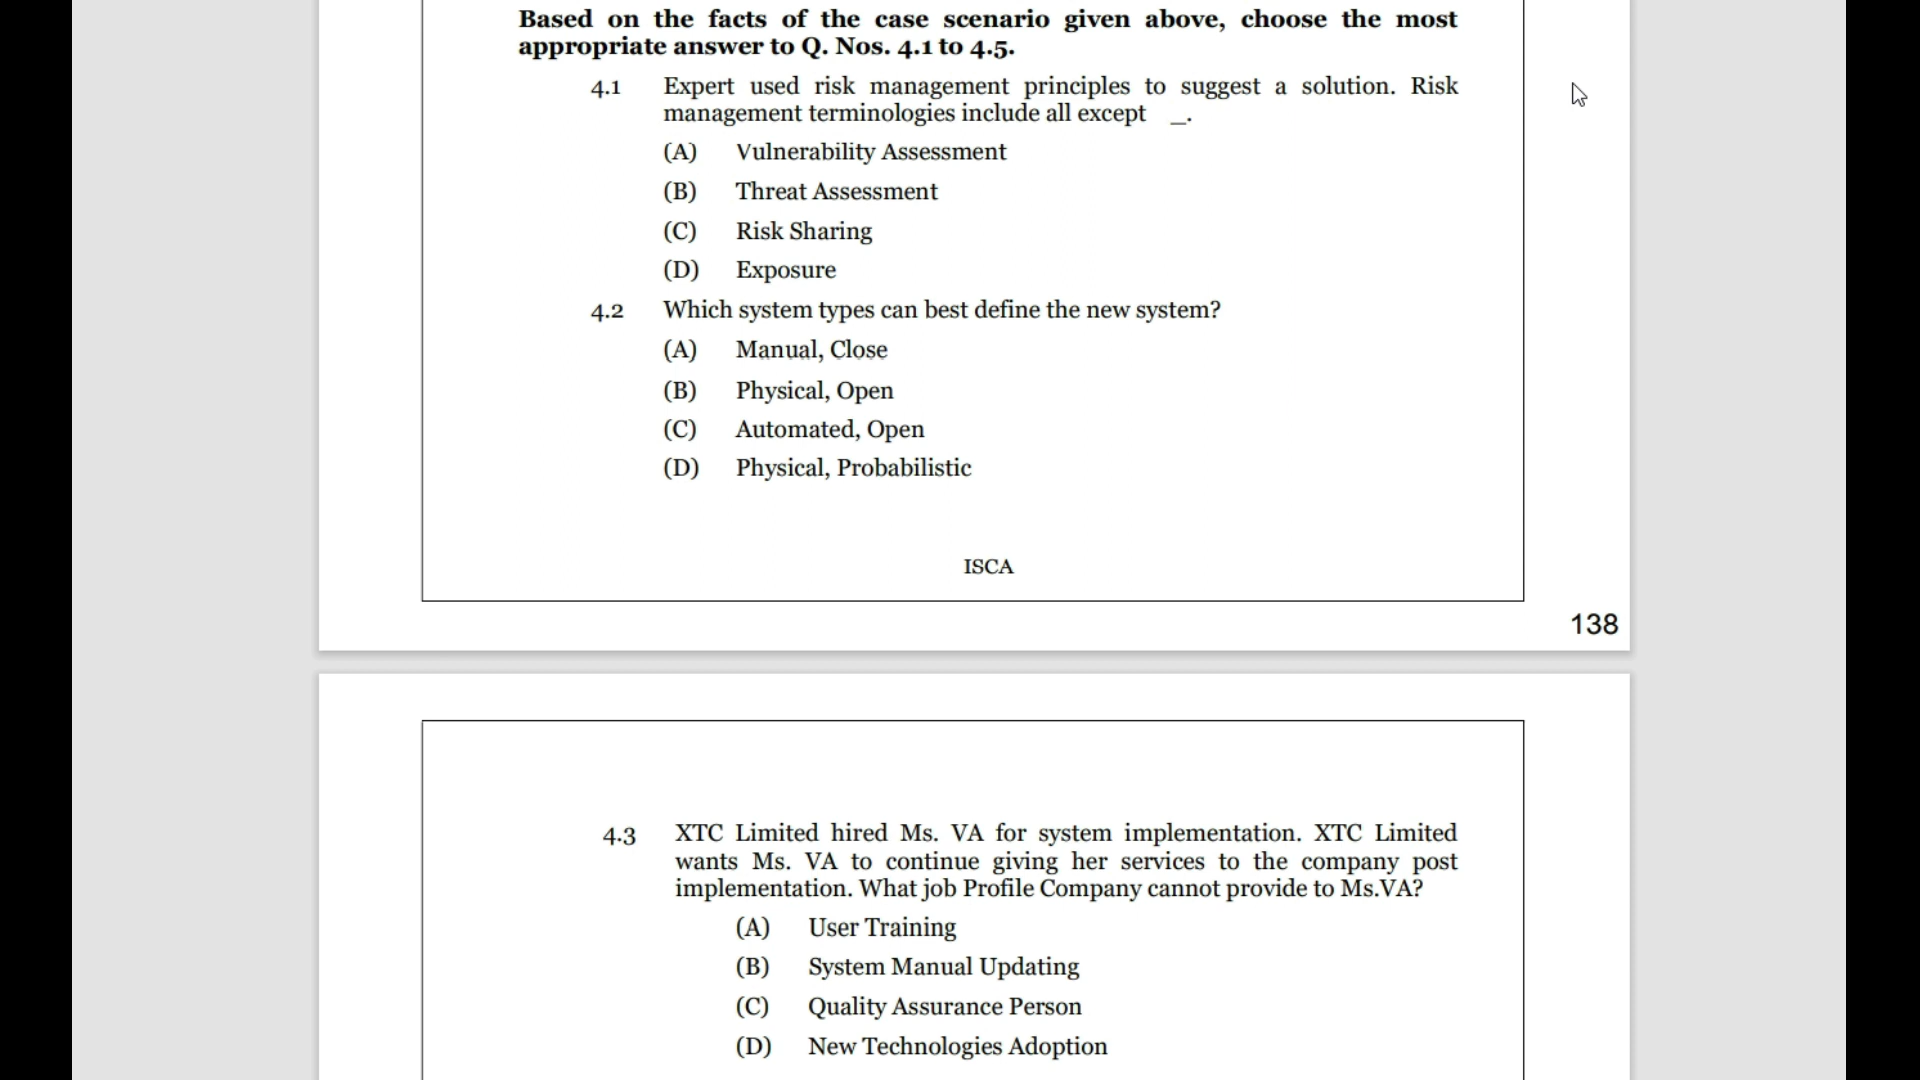 Based on the facts of the case scenario given above, choose the most
appropriate answer to Q. Nos. 4.1 to 4.5.
4.1 Expert used risk management principles to suggest a solution. Risk
management terminologies include all except _.
(A) Vulnerability Assessment
(B) Threat Assessment
(C) Risk Sharing
(D) Exposure
4.2 Which system types can best define the new system?
(A) Manual, Close
(B) Physical, Open
(C) Automated, Open
(D) Physical, Probabilistic
ISCA
138
4.3 XTC Limited hired Ms. VA for system implementation. XTC Limited
wants Ms. VA to continue giving her services to the company post
implementation. What job Profile Company cannot provide to Ms.VA?
(A) User Training
(B) System Manual Updating
(C) Quality Assurance Person
(D) New Technologies Adoption